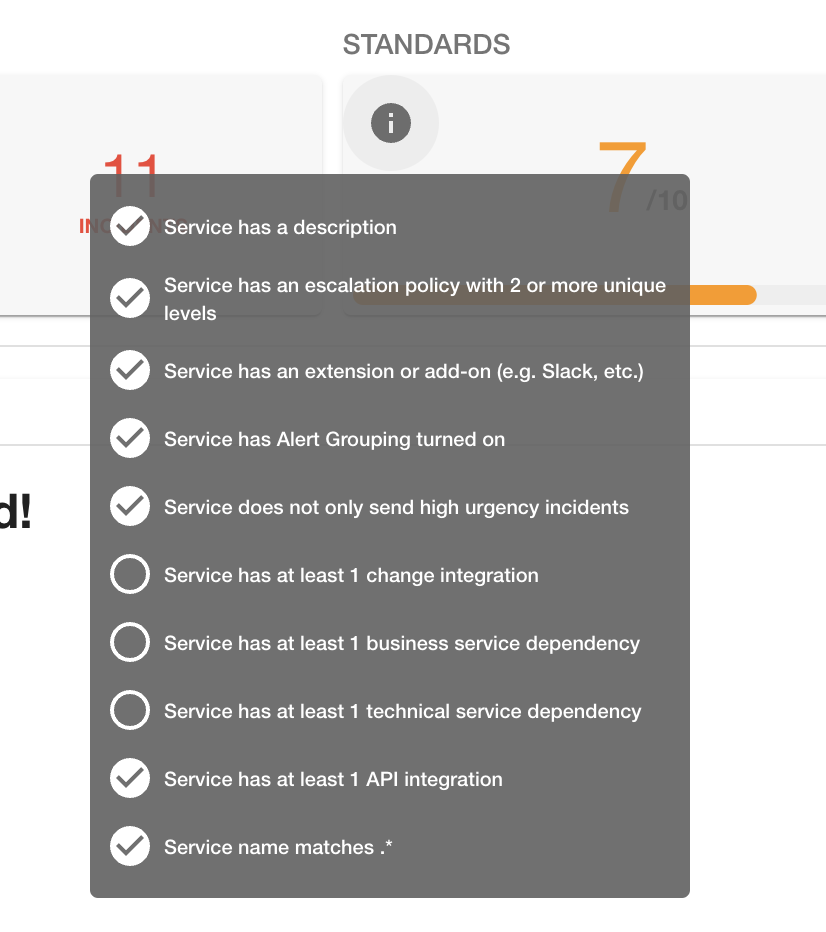 STANDARDS
11
7
/10
Service has a description
Service has an escalation policy with 2 or more unique
levels
Service has an extension or add-on (e.g. Slack, etc.)
Service has Alert Grouping turned on
d!
Service does not only send high urgency incidents
Service has at least 1 change integration
Service has at least 1 business service dependency
Service has at least 1 technical service dependency
Service has at least 1 API integration
Service name matches .*